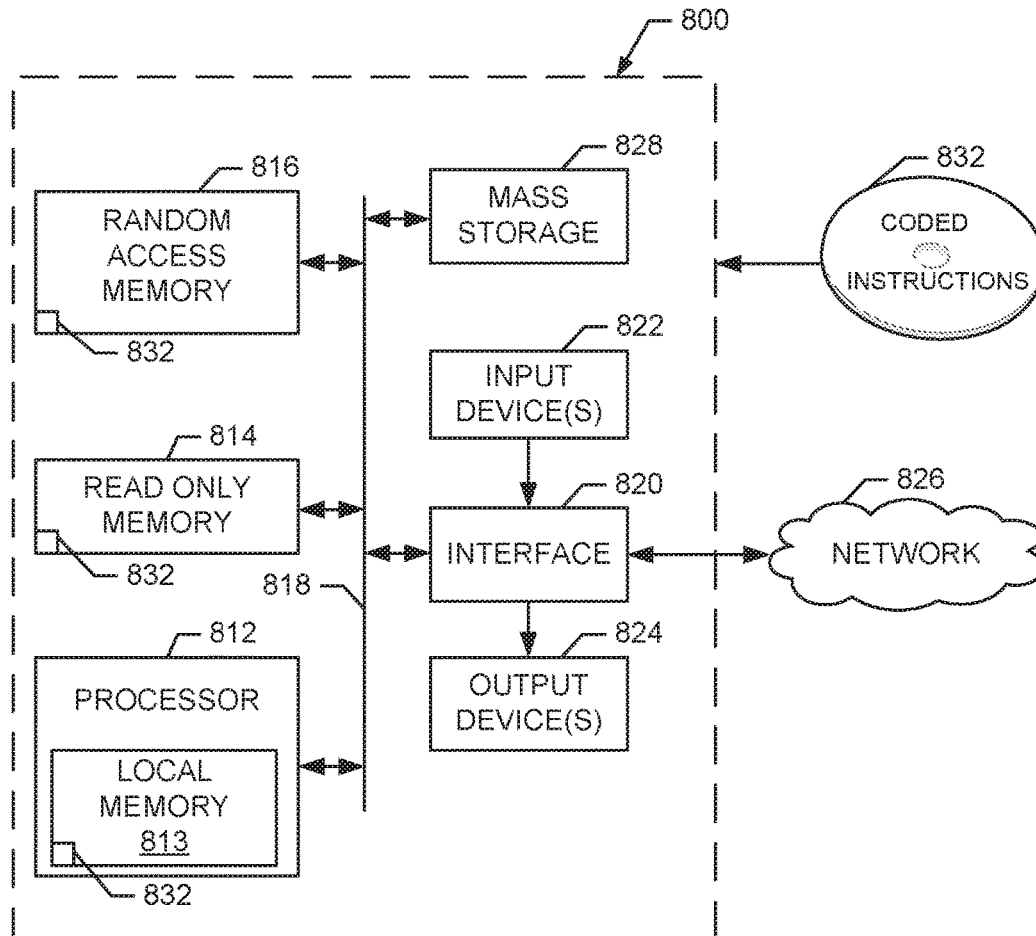 800
816
RANDOM
ACCESS
MEMORY
832
828
MASS
STORAGE
832
CODED
INSTRUCTIONS
822
INPUT
DEVICE(S)
814
READ ONLY
MEMORY
832
820
INTERFACE
826
NETWORK
818
812
PROCESSOR
LOCAL
MEMORY
813
832
824
OUTPUT
DEVICE(S)